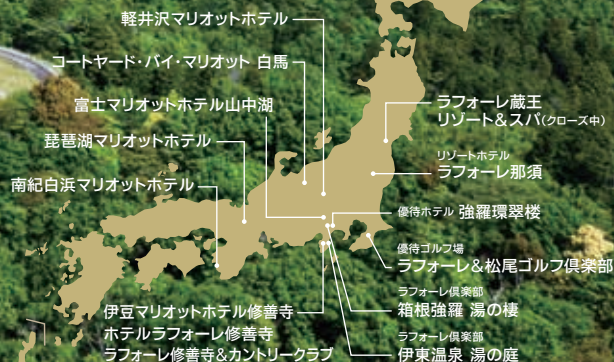 軽井沢マリオットホテル
コートヤード・バイ・マリオット 白馬
富士マリオットホテル山中湖
琵琶湖マリオットホテル
南紀白浜マリオットホテル
伊豆マリオットホテル修善寺
ホテルラフォーレ修善寺
ラフォーレ修善寺&カントリークラブ
ラフォーレ蔵王
リゾート&スパ(クローズ中)
リゾートホテル
ラフォーレ那須
優待ホテル 強羅環翠楼
優待ゴルフ場
ラフォーレ&松尾ゴルフ倶楽部
ラフォーレ倶楽部
箱根強羅 湯の棲
ラフォーレ倶楽部
伊東温泉 湯の庭